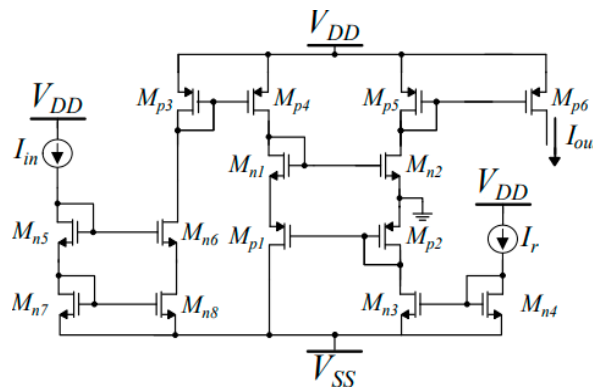 V_DD
V_DD
M_p3
M_p4
M_p5
M_p6
I_in
I_out
M_n1
M_n2
V_DD
M_n5
M_n6
M_p1
M_p2
I_r
M_n7
M_n8
M_n3
M_n4
V_SS